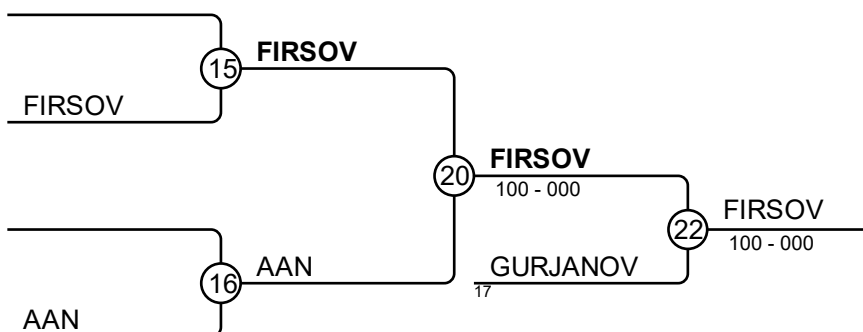 FIRSOV
15
FIRSOV
AAN
16
AAN
20
FIRSOV
100 - 000
GURJANOV
17
22
FIRSOV
100 - 000